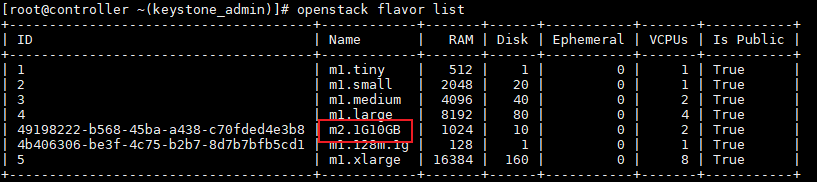 [root@controller ~(keystone_admin)]# openstack flavor list
+--------------------------------------+-----------+-------+------+-----------+-------+-----------+
| ID | Name | RAM | Disk | Ephemeral | VCPUs | Is Public |
+--------------------------------------+-----------+-------+------+-----------+-------+-----------+
| 1 | m1.tiny | 512 | 1 | 0 | 1 | True |
| 2 | m1.small | 2048 | 20 | 0 | 1 | True |
| 3 | m1.medium | 4096 | 40 | 0 | 2 | True |
| 4 | m1.large | 8192 | 80 | 0 | 4 | True |
| 49198222-b568-45ba-a438-c70fded4e3b8 | m2.1G10GB | 1024 | 10 | 0 | 2 | True |
| 4b406306-be3f-4c75-b2b7-8d7b7bfb5cd1 | m1.128m.1g | 128 | 1 | 0 | 1 | True |
| 5 | m1.xlarge | 16384 | 160 | 0 | 8 | True |
+--------------------------------------+-----------+-------+------+-----------+-------+-----------+